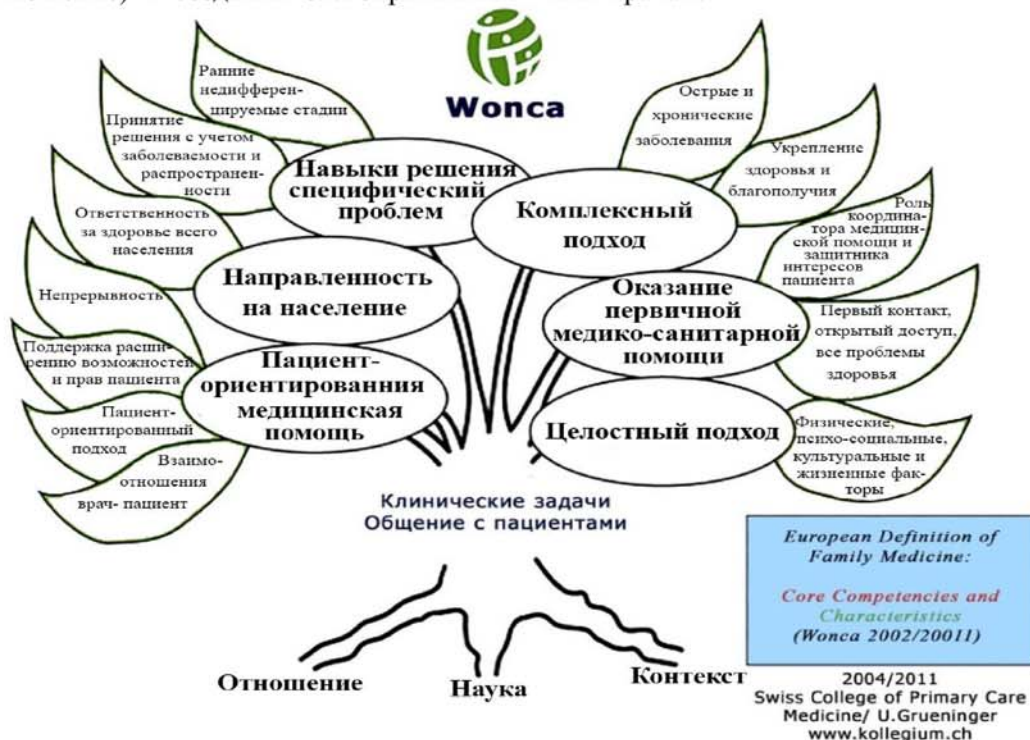 Wonca
Ранние
недифферен-
цируемые стадии
Принятие
решения с учетом
заболеваемости и
распространен-
ности
Ответственность
за здоровье всего
населения
Непрерывность
Поддержка расши-
рению возможностей
и прав пациента
Пациент-
ориентированный
подход
Взаимо-
отношения
врач- пациент
Навыки решения
специфический
проблем
Направленность
на население
Пациент-
ориентированния
медицинская
помощь
Комплексный
подход
Оказание
первичной
медико-санитарной
помощи
Целостный подход
Острые и
хронические
заболевания
Укрепление
здоровья и
благополучия
Роль
координа-
тора медицин-
ской помощи и
защитника
интересов
пациента
Первый контакт,
открытый доступ,
все проблемы
здоровья
Физические,
психо-социальные,
культуральные и
жизненные фак-
торы
Клинические задачи
Общение с пациентами
Отношение
Наука
Контекст
European Definition of
Family Medicine:
Core Competencies and
Characteristics
(Wonca 2002/20011)
2004/2011
Swiss College of Primary Care
Medicine/ U.Grueninger
www.kollegium.ch